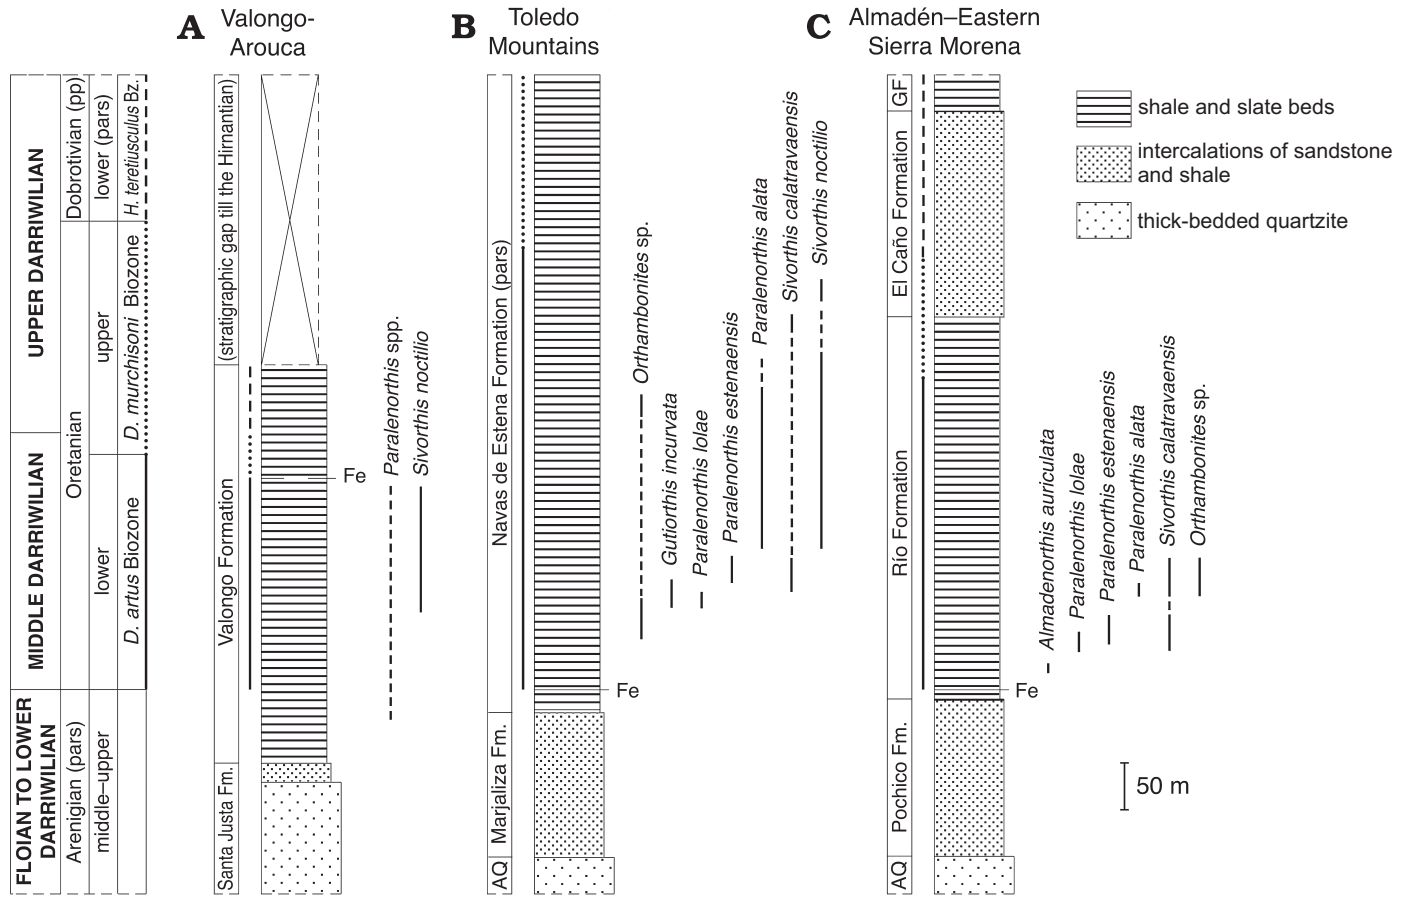 A
Valongo-
Arouca
B
Toledo
Mountains
C
Almadén–Eastern
Sierra Morena
UPPER DARRIWILIAN
MIDDLE DARRIWILIAN
FLOIAN TO LOWER
DARRIWILIAN
Dobrotivian (pp)
Oretanian
Arenigian (pars)
lower (pars)
upper
lower
middle–upper
H. teretiusculus Bz.
D. murchisoni Biozone
D. artus Biozone
(stratigraphic gap till the Hirnantian)
Valongo Formation
Santa Justa Fm.
Fe
Paralenorthis spp.
Sivorthis noctilio
Navas de Estena Formation (pars)
Marjaliza Fm.
AQ
Fe
Orthambonites sp.
Gutiorthis incurvata
Paralenorthis lolae
Paralenorthis estenaensis
Paralenorthis alata
Sivorthis calatravaensis
Sivorthis noctilio
GF
El Caño Formation
Río Formation
Pochico Fm.
AQ
Fe
Almadenorthis auriculata
Paralenorthis lolae
Paralenorthis estenaensis
Paralenorthis alata
Sivorthis calatravaensis
Orthambonites sp.
shale and slate beds
intercalations of sandstone
and shale
thick-bedded quartzite
50 m